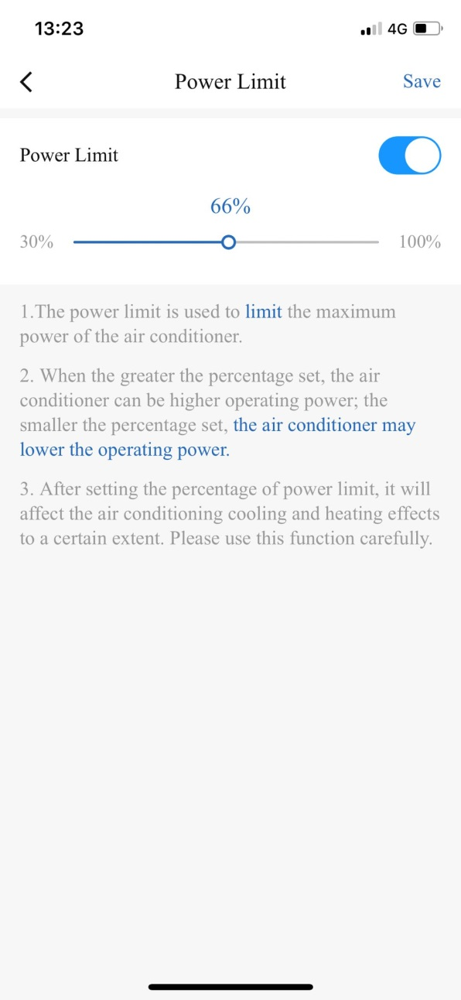 13:23
4G
Power Limit
Save
Power Limit
66%
30%
100%
1.The power limit is used to limit the maximum
power of the air conditioner.
2. When the greater the percentage set, the air
conditioner can be higher operating power; the
smaller the percentage set, the air conditioner may
lower the operating power.
3. After setting the percentage of power limit, it will
affect the air conditioning cooling and heating effects
to a certain extent. Please use this function carefully.